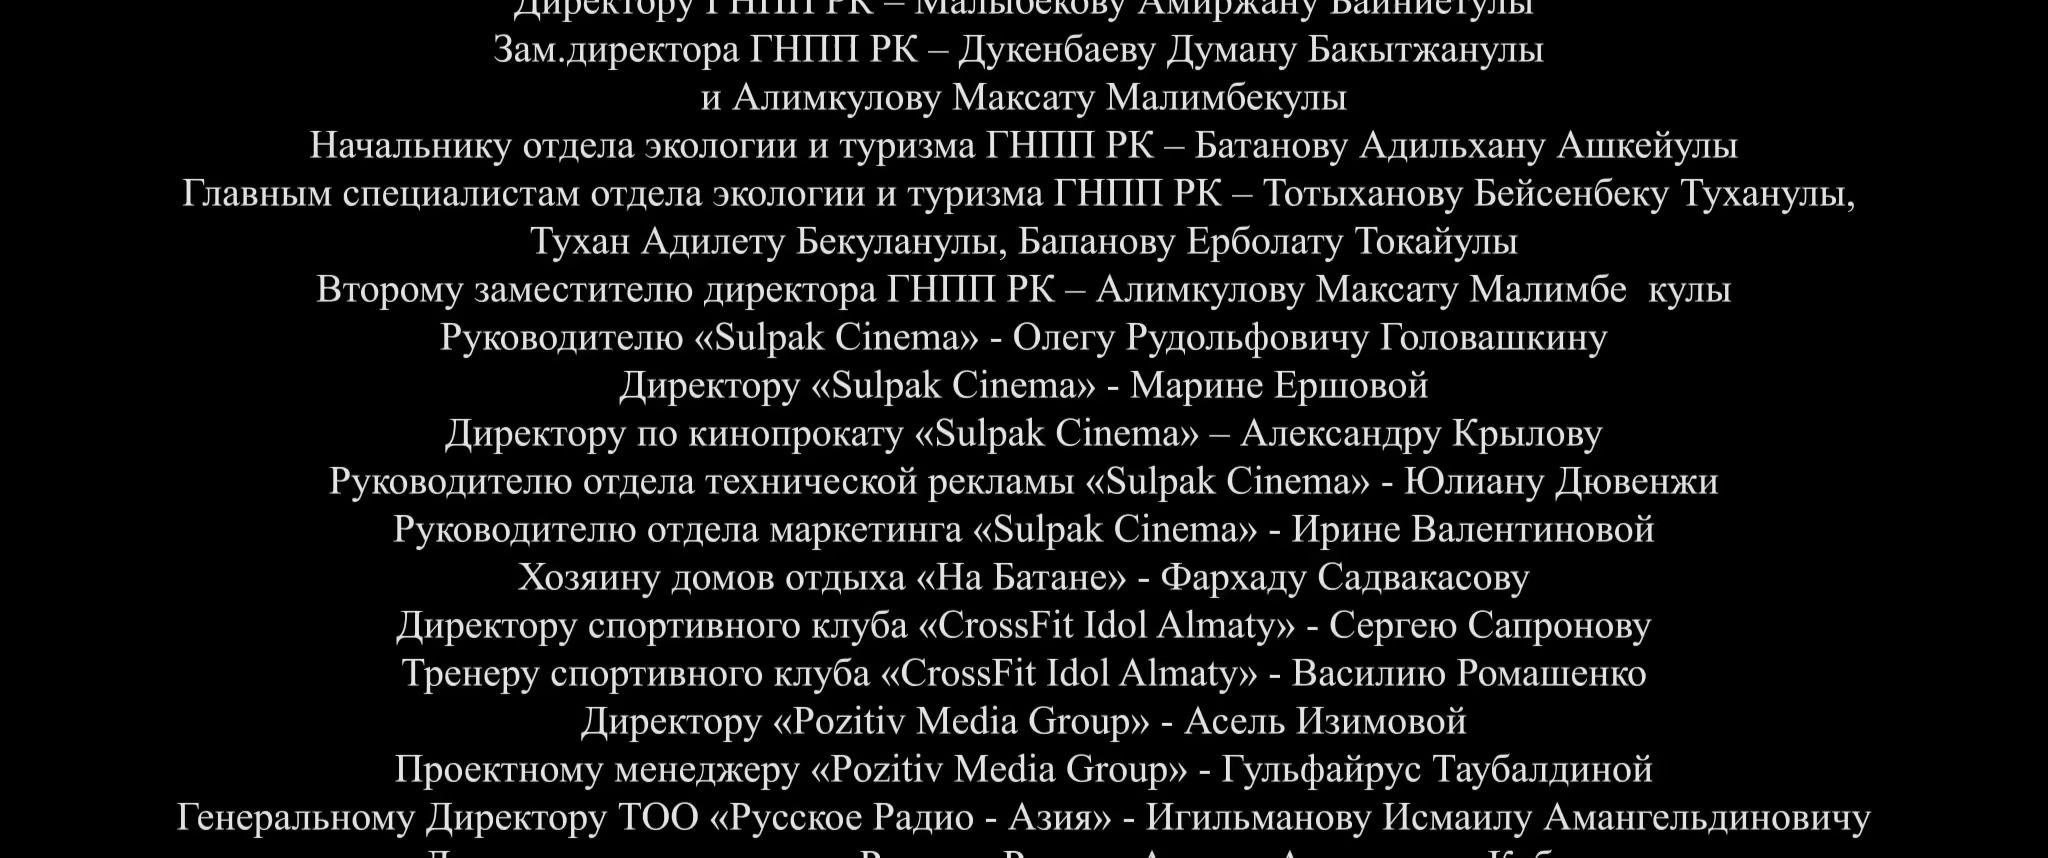 Директору ГНПП РК – Малыбекову Амиржану
Зам.директора ГНПП РК – Дукенбаеву Думану Бакытжанулы
и Алимкулову Максату Малимбекулы
Начальнику отдела экологии и туризма ГНПП РК – Батанову Адильхану Ашкейулы
Главным специалистам отдела экологии и туризма ГНПП РК – Тотыханову Бейсенбеку Туханулы,
Тухан Адилету Бекуланулы, Бапанову Ерболату Токайулы
Второму заместителю директора ГНПП РК – Алимкулову Максату Малимбе  кулы
Руководителю «Sulpak Cinema» - Олегу Рудольфовичу Головашкину
Директору «Sulpak Cinema» - Марине Ершовой
Директору по кинопрокату «Sulpak Cinema» – Александру Крылову
Руководителю отдела технической рекламы «Sulpak Cinema» - Юлиану Дювенжи
Руководителю отдела маркетинга «Sulpak Cinema» - Ирине Валентиновой
Хозяину домов отдыха «На Батане» - Фархаду Садвакасову
Директору спортивного клуба «CrossFit Idol Almaty» - Сергею Сапронову
Тренеру спортивного клуба «CrossFit Idol Almaty» - Василию Ромашенко
Директору «Pozitiv Media Group» - Асель Изимовой
Проектному менеджеру «Pozitiv Media Group» - Гульфайрус Таубалдиной
Генеральному Директору ТОО «Русское Радио - Азия» - Игильманову Исмаилу Амангельдиновичу